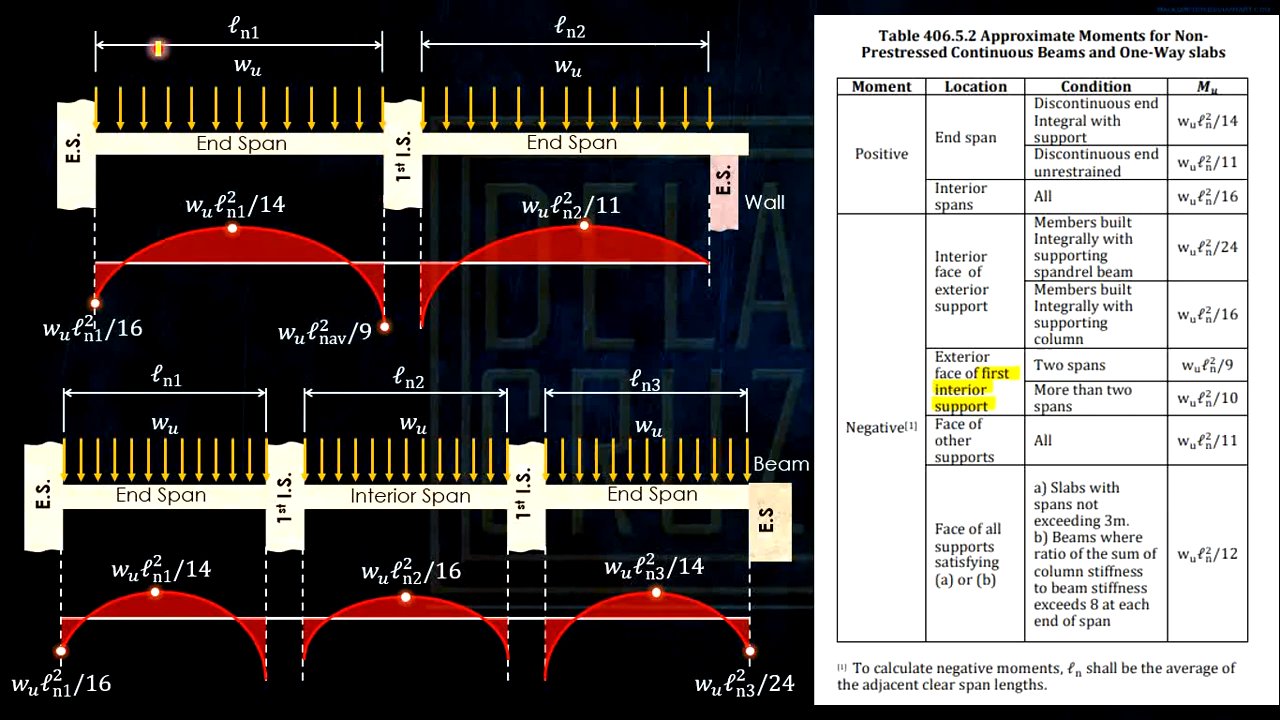 ℓn1
ℓn2
wu
wu
E.S.
End Span
1st I.S.
End Span
E.S.
Wall
wuℓ²n1/14
wuℓ²n2/11
wuℓ²n1/16
wuℓ²nav/9
ℓn1
ℓn2
ℓn3
wu
wu
wu
Beam
E.S.
End Span
1st I.S.
Interior Span
1st I.S.
End Span
E.S
wuℓ²n1/14
wuℓ²n2/16
wuℓ²n3/14
wuℓ²n1/16
wuℓ²n3/24
DELA
CRUZ
Table 406.5.2 Approximate Moments for Non-
Prestressed Continuous Beams and One-Way slabs
Moment Location Condition Mu
Positive
End span
Discontinuous end
Integral with
support
wuℓ²n/14
Discontinuous end
unrestrained
wuℓ²n/11
Interior
spans
All
wuℓ²n/16
Negative[1]
Interior
face of
exterior
support
Members built
Integrally with
supporting
spandrel beam
wuℓ²n/24
Members built
Integrally with
supporting
column
wuℓ²n/16
Exterior
face of first
interior
support
Two spans
wuℓ²n/9
More than two
spans
wuℓ²n/10
Face of
other
supports
All
wuℓ²n/11
Face of all
supports
satisfying
(a) or (b)
a) Slabs with
spans not
exceeding 3m.
b) Beams where
ratio of the sum of
column stiffness
to beam stiffness
exceeds 8 at each
end of span
wuℓ²n/12
[1] To calculate negative moments, ℓn shall be the average of
the adjacent clear span lengths.